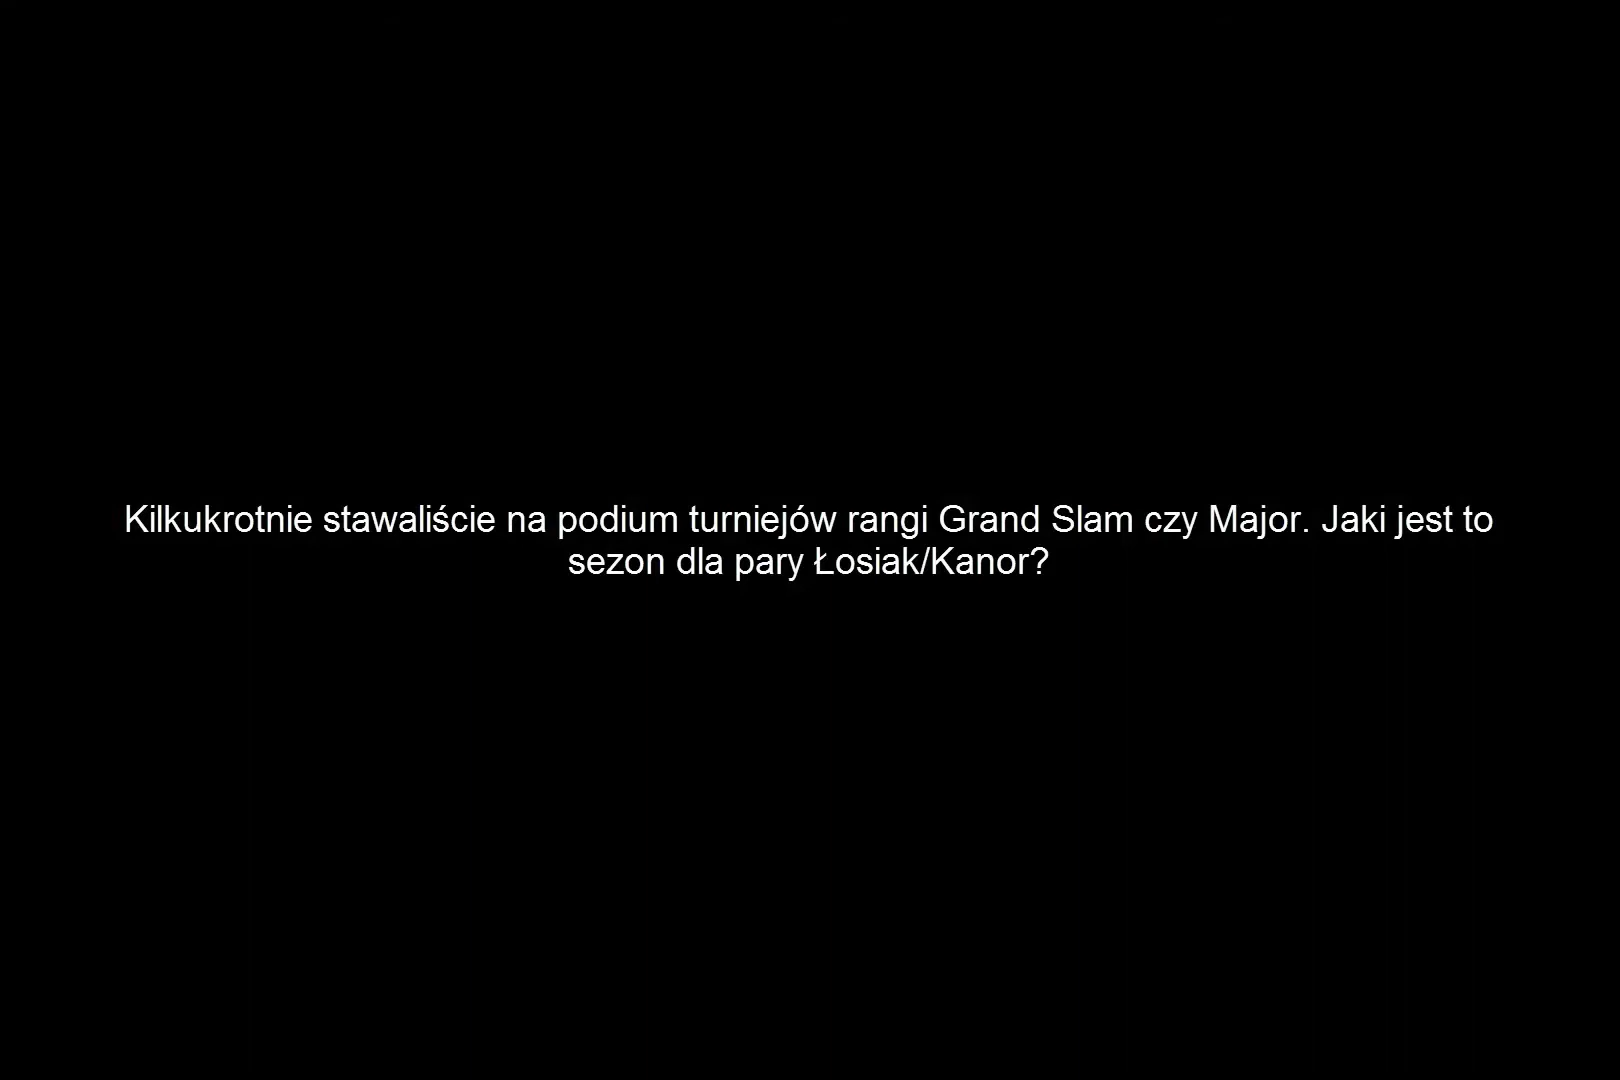 Kilkukrotnie stawaliście na podium turniejów rangi Grand Slam czy Major. Jaki jest to
sezon dla pary Łosiak/Kanor?